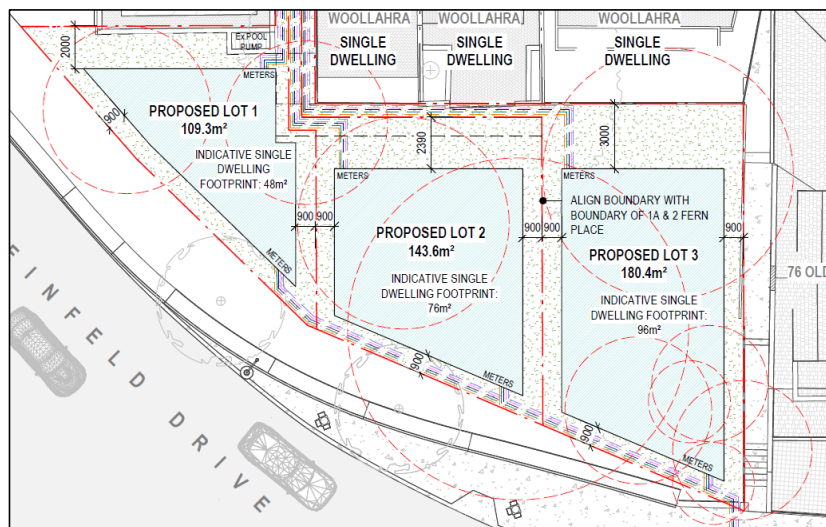 WOOLLAHRA
WOOLLAHRA
WOOLLAHRA
SINGLE
DWELLING
SINGLE
DWELLING
SINGLE
DWELLING
Ex POOL
PUMP
2000
METERS
PROPOSED LOT 1
109.3m²
900
INDICATIVE SINGLE
DWELLING
FOOTPRINT: 48m²
2390
3000
METERS
METERS
ALIGN BOUNDARY WITH
BOUNDARY OF 1A & 2 FERN
PLACE
900
900
900
900
900
PROPOSED LOT 2
143.6m²
PROPOSED LOT 3
180.4m²
METERS
INDICATIVE SINGLE
DWELLING FOOTPRINT:
76m²
INDICATIVE SINGLE
DWELLING FOOTPRINT:
96m²
76 OLD
900
METERS
900
METERS
EINFELD DRIVE